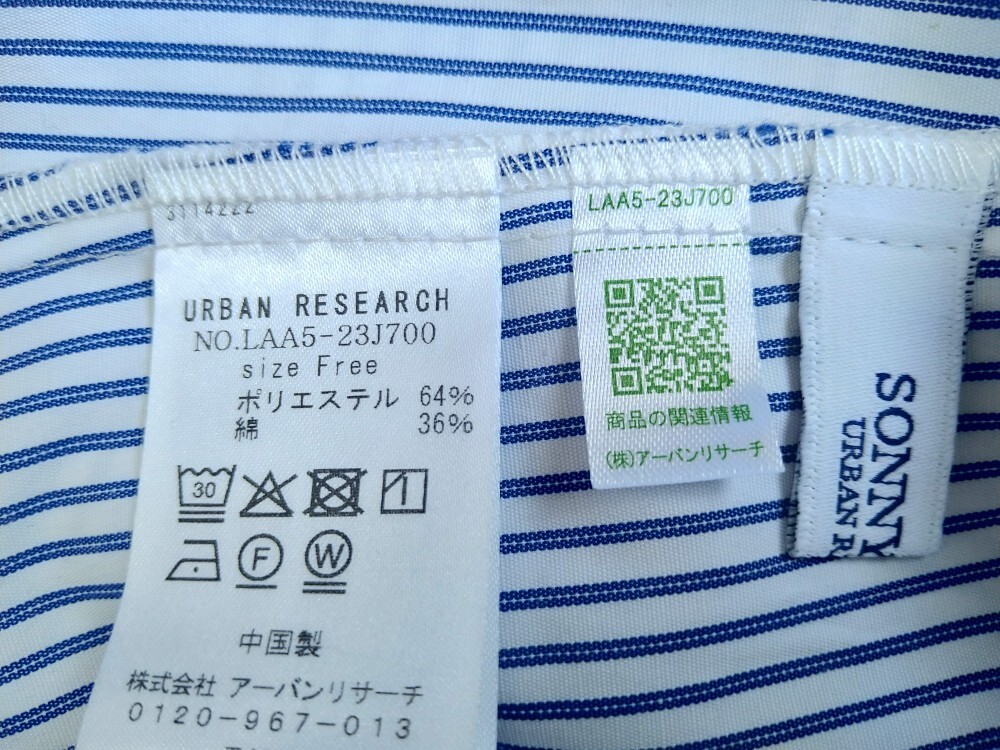 3114222
URBAN RESEARCH
NO.LAA5-23J700
size Free
ポリエステル 64%
綿 36%
30
F W
中国製
株式会社 アーバンリサーチ
0120-967-013
LAA5-23J700
商品の関連情報
(株)アーバンリサーチ
SONNY
URBAN R